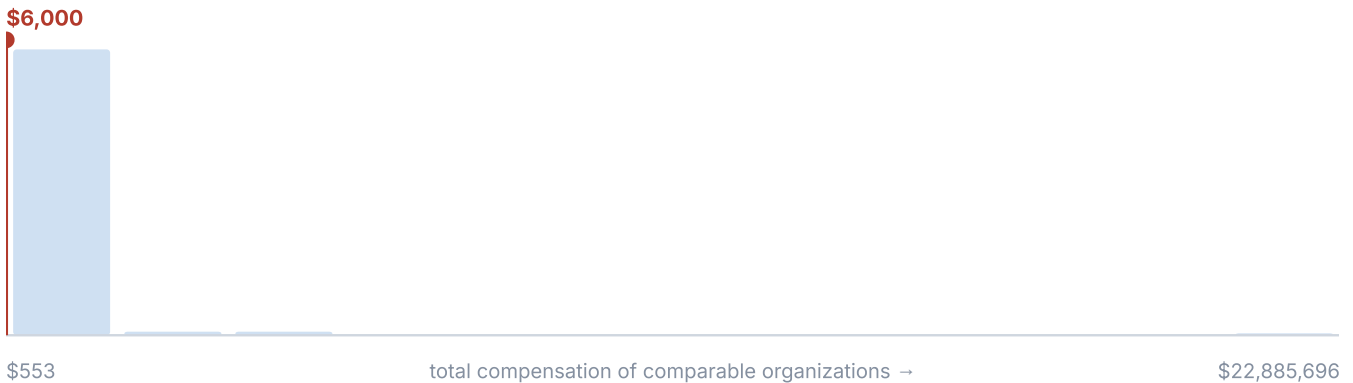 $6,000
$553 total compensation of comparable organizations → $22,885,696